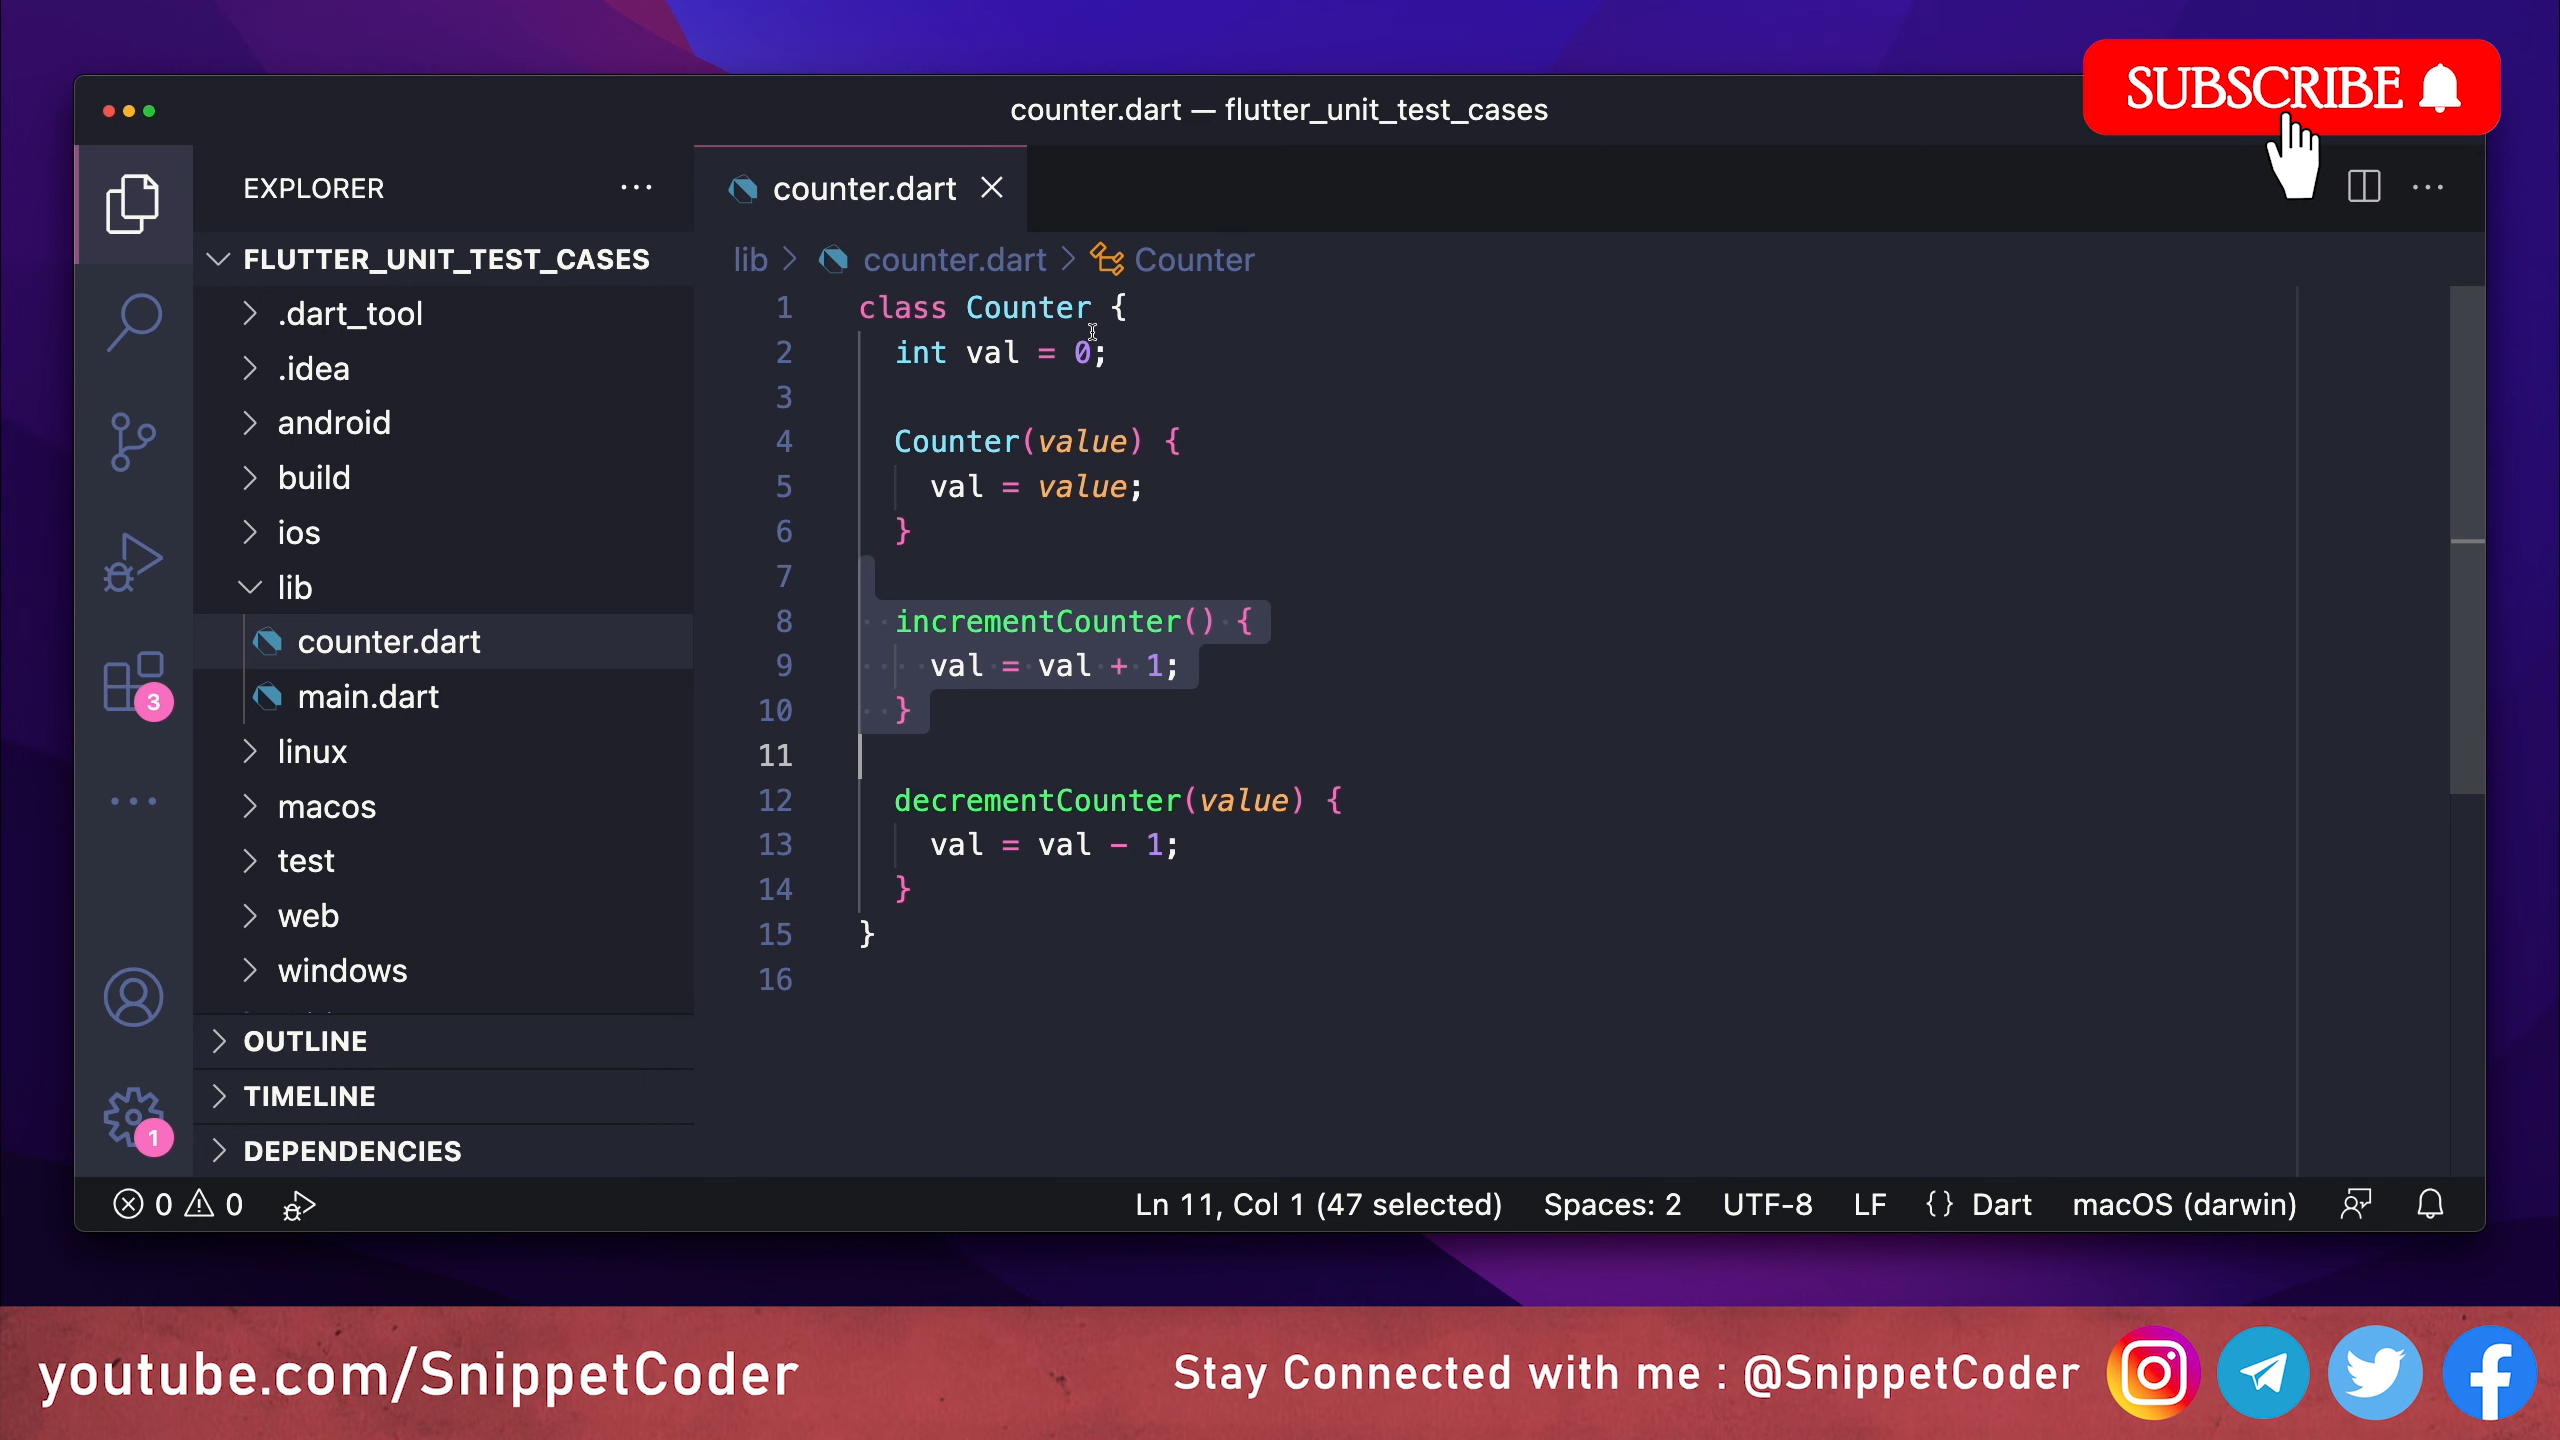 SUBSCRIBE
counter.dart — flutter_unit_test_cases
EXPLORER
counter.dart
FLUTTER_UNIT_TEST_CASES
.dart_tool
.idea
android
build
ios
lib
counter.dart
main.dart
linux
macos
test
web
windows
OUTLINE
TIMELINE
DEPENDENCIES
3
1
lib > counter.dart > Counter
1 class Counter {
2 int val = 0;
3
4 Counter(value) {
5 val = value;
6 }
7
8 incrementCounter() {
9 val = val + 1;
10 }
11
12 decrementCounter(value) {
13 val = val - 1;
14 }
15 }
16
0 0 Ln 11, Col 1 (47 selected) Spaces: 2 UTF-8 LF {} Dart macOS (darwin)
youtube.com/SnippetCoder
Stay Connected with me : @SnippetCoder